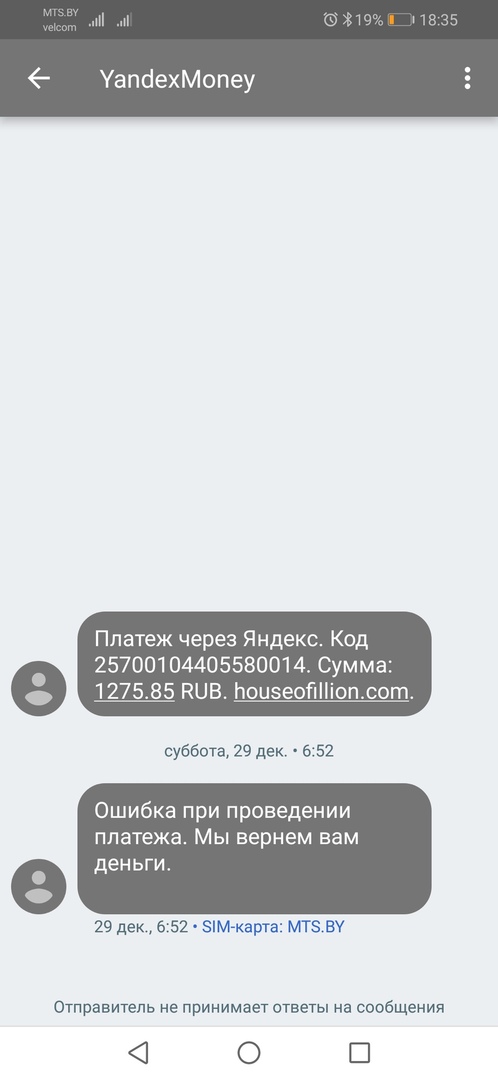 MTS.BY
velcom
19%
18:35
YandexMoney
Платеж через Яндекс. Код
25700104405580014. Сумма:
1275.85 RUB. houseofillion.com.
суббота, 29 дек. • 6:52
Ошибка при проведении
платежа. Мы вернем вам
деньги.
29 дек., 6:52 • SIM-карта: MTS.BY
Отправитель не принимает ответы на сообщения